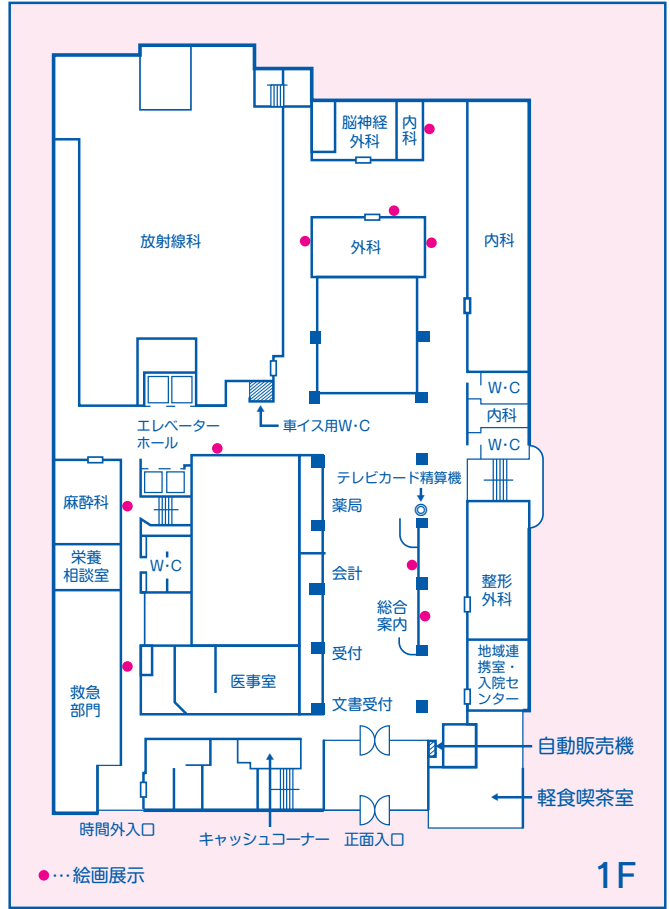 脳神経
外科
内
科
放射線科
外科
内科
W・C
内科
W・C
エレベーター
ホール
車イス用W・C
テレビカード精算機
麻酔科
薬局
栄養
相談室
W・C
会計
整形
外科
総合
案内
受付
地域連
携室・
入院セ
ンター
救急
部門
医事室
文書受付
自動販売機
軽食喫茶室
時間外入口
キャッシュコーナー
正面入口
●…絵画展示
1F